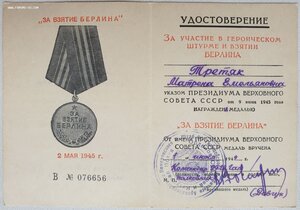 "ЗА ВЗЯТИЕ БЕРЛИНА"
ЗА
ВЗЯТИЕ
БЕРЛИНА
2 МАЯ 1945 г.
В № 076656
УДОСТОВЕРЕНИЕ
ЗА УЧАСТИЕ В ГЕРОИЧЕСКОМ
ШТУРМЕ И ВЗЯТИИ
БЕРЛИНА
Третяк
Матрена Емельяновна
УКАЗОМ ПРЕЗИДИУМА ВЕРХОВНОГО
СОВЕТА СССР от 9 июня 1945 года
НАГРАЖДЕН МЕДАЛЬЮ
"ЗА ВЗЯТИЕ БЕРЛИНА"
ОТ ИМЕНИ ПРЕЗИДИУМА ВЕРХОВНОГО
СОВЕТА СССР МЕДАЛЬ ВРУЧЕНА
М. П.